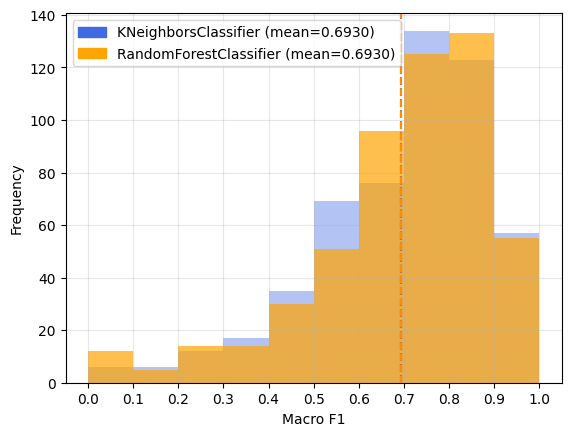 KNeighborsClassifier (mean=0.6930)
RandomForestClassifier (mean=0.6930)
Frequency
140
120
100
80
60
40
20
0
0.0 0.1 0.2 0.3 0.4 0.5 0.6 0.7 0.8 0.9 1.0
Macro F1